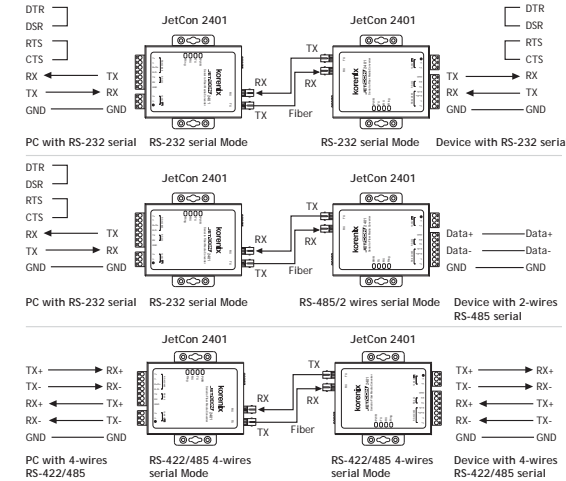 DTR JetCon 2401 JetCon 2401 DTR
DSR DSR
RTS TX RTS
CTS CTS
RX TX RX TX RX
TX RX RX TX
GND GND TX Fiber GND GND
PC with RS-232 serial RS-232 serial Mode RS-232 serial Mode Device with RS-232 seria
DTR
DSR JetCon 2401 JetCon 2401
RTS TX
CTS
RX TX RX RX Data+ Data+
TX RX Data- Data-
GND GND TX Fiber GND GND
PC with RS-232 serial RS-232 serial Mode RS-485/2 wires serial Mode Device with 2-wires
RS-485 serial
JetCon 2401 JetCon 2401
TX+ RX+ TX TX+ RX+
TX- RX- TX- RX-
RX+ TX+ RX RX RX+ TX+
RX- TX- TX Fiber RX- TX-
GND GND GND GND
PC with 4-wires RS-422/485 4-wires RS-422/485 4-wires Device with 4-wires
RS-422/485 serial Mode serial Mode RS-422/485 serial
korenix
korenix
korenix
korenix
korenix
korenix